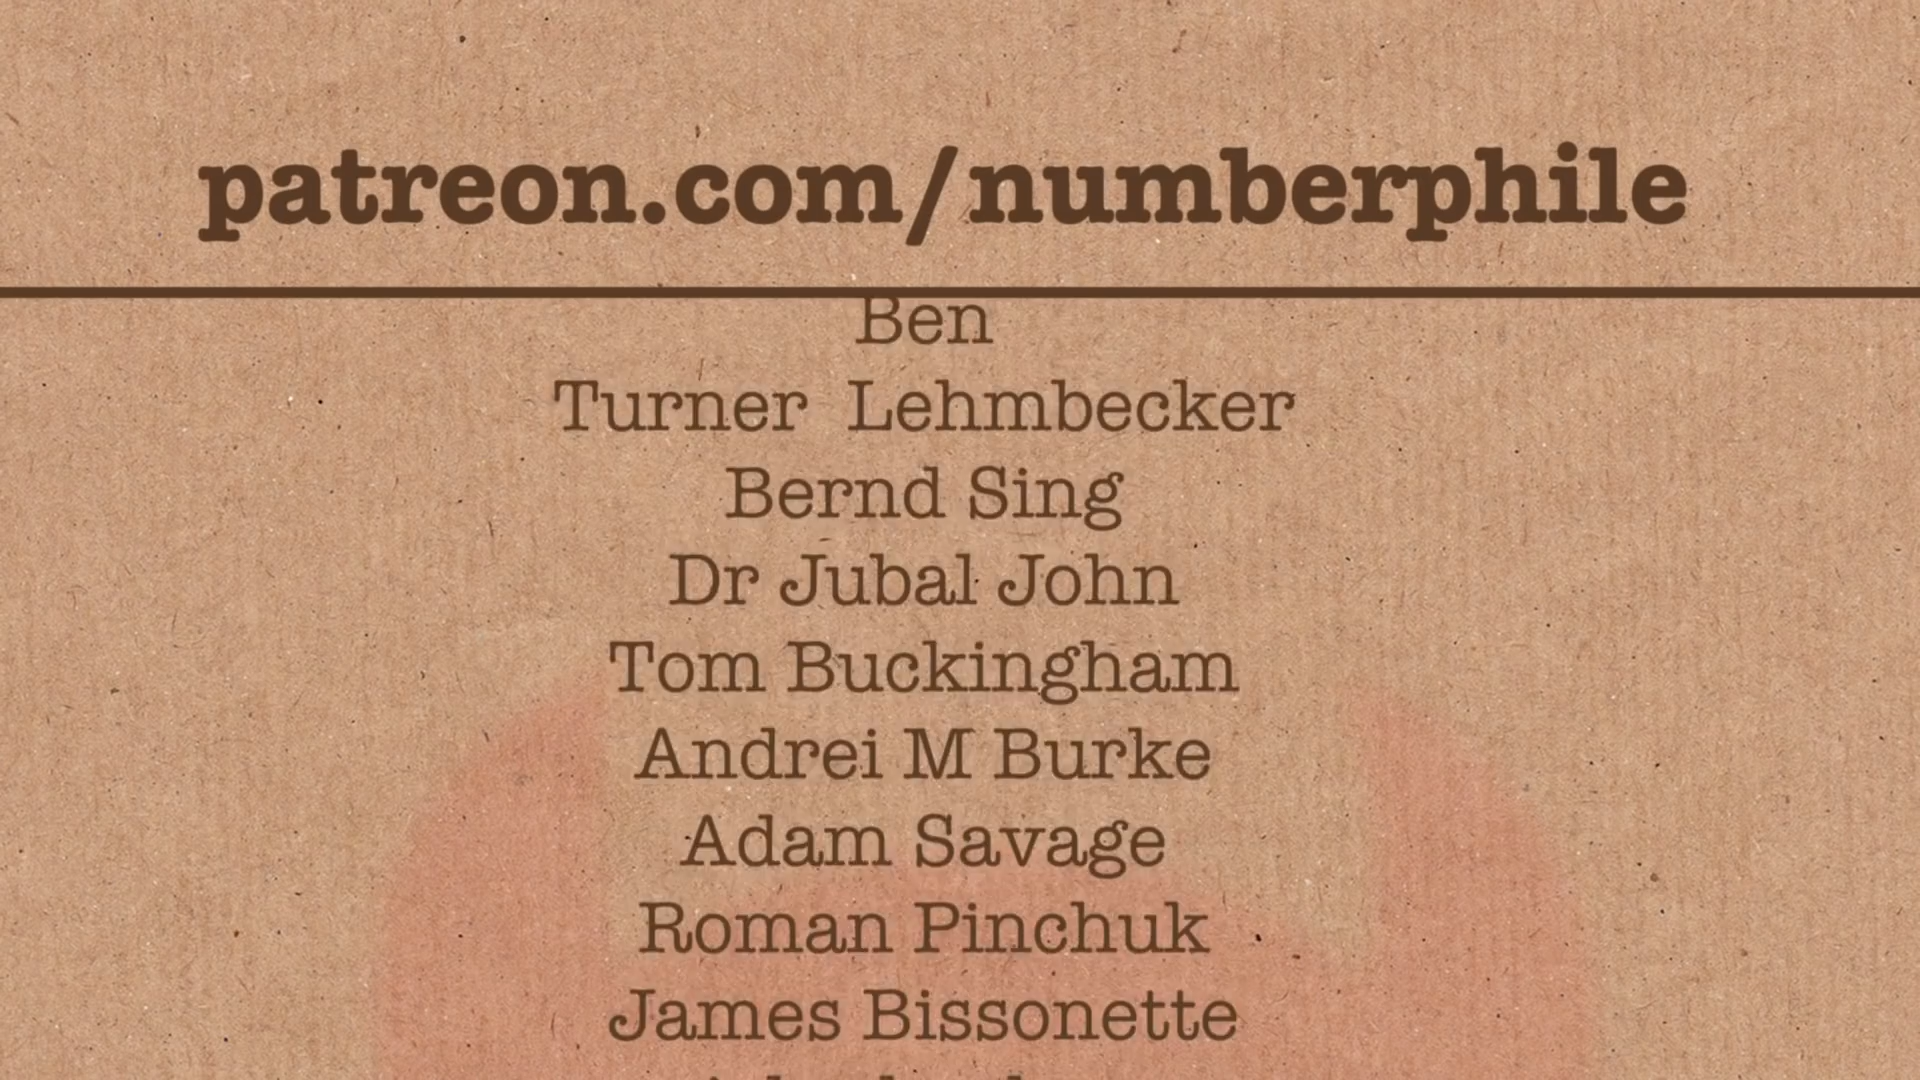 patreon.com/numberphile
Ben
Turner  Lehmbecker
Bernd Sing
Dr Jubal John
Tom Buckingham
Andrei M Burke
Adam Savage
Roman Pinchuk
James Bissonette